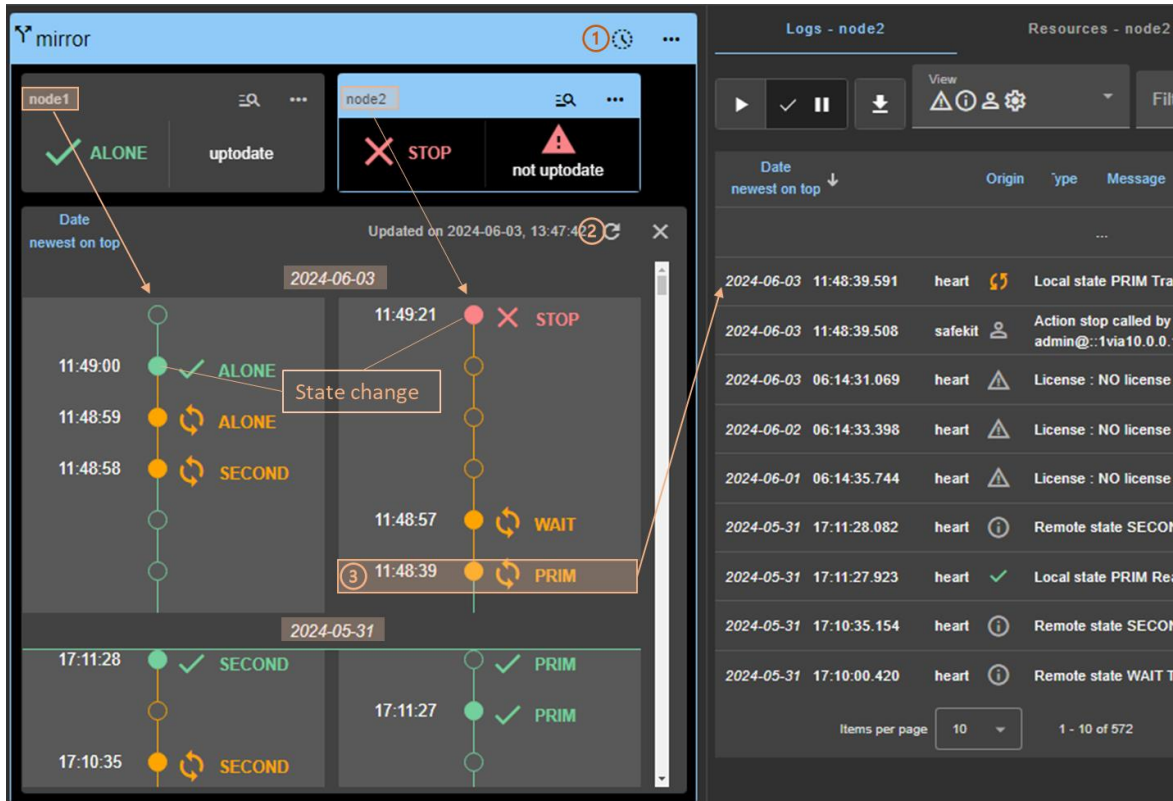 mirror
1
node1
ALONE
uptodate
node2
STOP
not uptodate
Date
newest on top
Updated on 2024-06-03, 13:47:42
2
2024-06-03
11:49:21 STOP
11:49:00 ALONE
State change
11:48:59 ALONE
11:48:58 SECOND
11:48:57 WAIT
3 11:48:39 PRIM
2024-05-31
17:11:28 SECOND PRIM
17:11:27 PRIM
17:10:35 SECOND
Logs - node2 Resources - node2
View
Date
newest on top
Origin Message
...
2024-06-03 11:48:39.591 heart Local state PRIM
2024-06-03 11:48:39.508 safekit Action stop called by
admin@::1via10.0.0.
2024-06-03 06:14:31.069 heart License : NO license
2024-06-02 06:14:33.398 heart License : NO license
2024-06-01 06:14:35.744 heart License : NO license
2024-05-31 17:11:28.082 heart Remote state
2024-05-31 17:11:27.923 heart Local state PRIM
2024-05-31 17:10:35.154 heart Remote state
2024-05-31 17:10:00.420 heart Remote state WAIT
Items per page 10 1 - 10 of 572